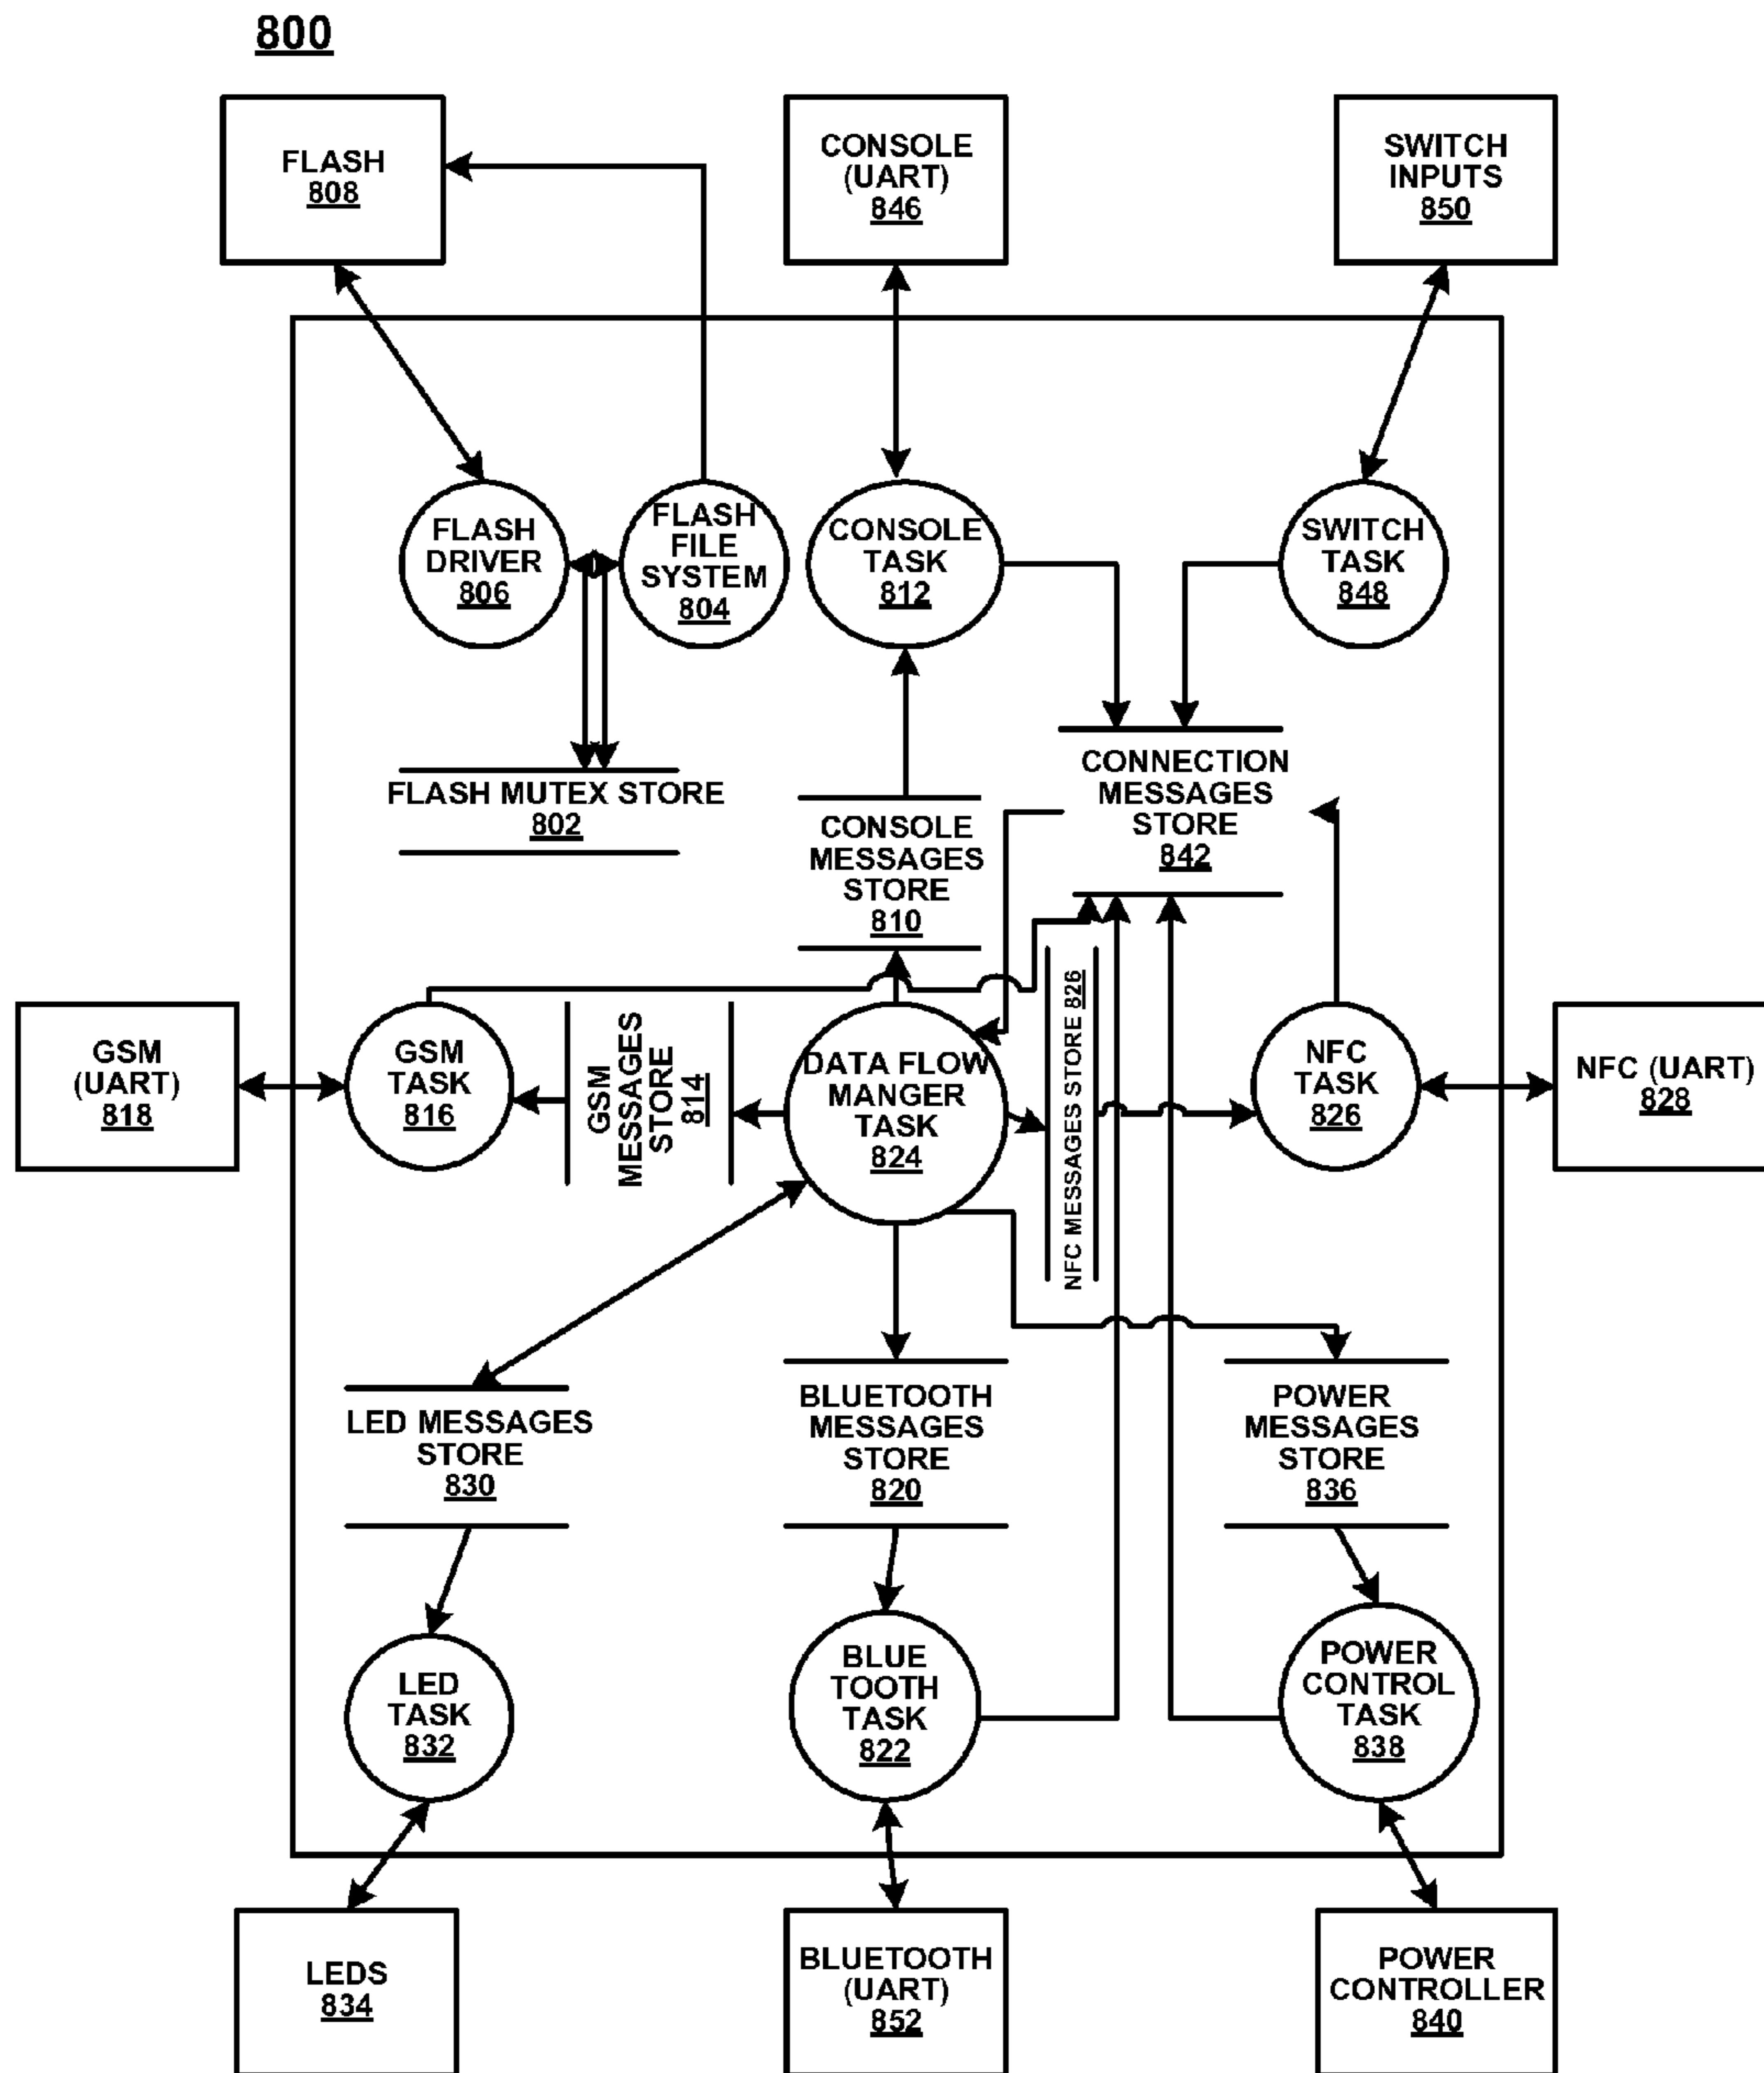 800
FLASH
808
CONSOLE
(UART)
846
SWITCH
INPUTS
850
FLASH
DRIVER
806
FLASH
FILE
SYSTEM
804
CONSOLE
TASK
812
SWITCH
TASK
848
FLASH MUTEX STORE
802
CONSOLE
MESSAGES
STORE
810
CONNECTION
MESSAGES
STORE
842
GSM
(UART)
818
GSM
TASK
816
GSM
MESSAGES
STORE
814
DATA FLOW
MANGER
TASK
824
NFC MESSAGES STORE 826
NFC
TASK
826
NFC (UART)
828
LED MESSAGES
STORE
830
BLUETOOTH
MESSAGES
STORE
820
POWER
MESSAGES
STORE
836
LED
TASK
832
BLUE
TOOTH
TASK
822
POWER
CONTROL
TASK
838
LEDS
834
BLUETOOTH
(UART)
852
POWER
CONTROLLER
840